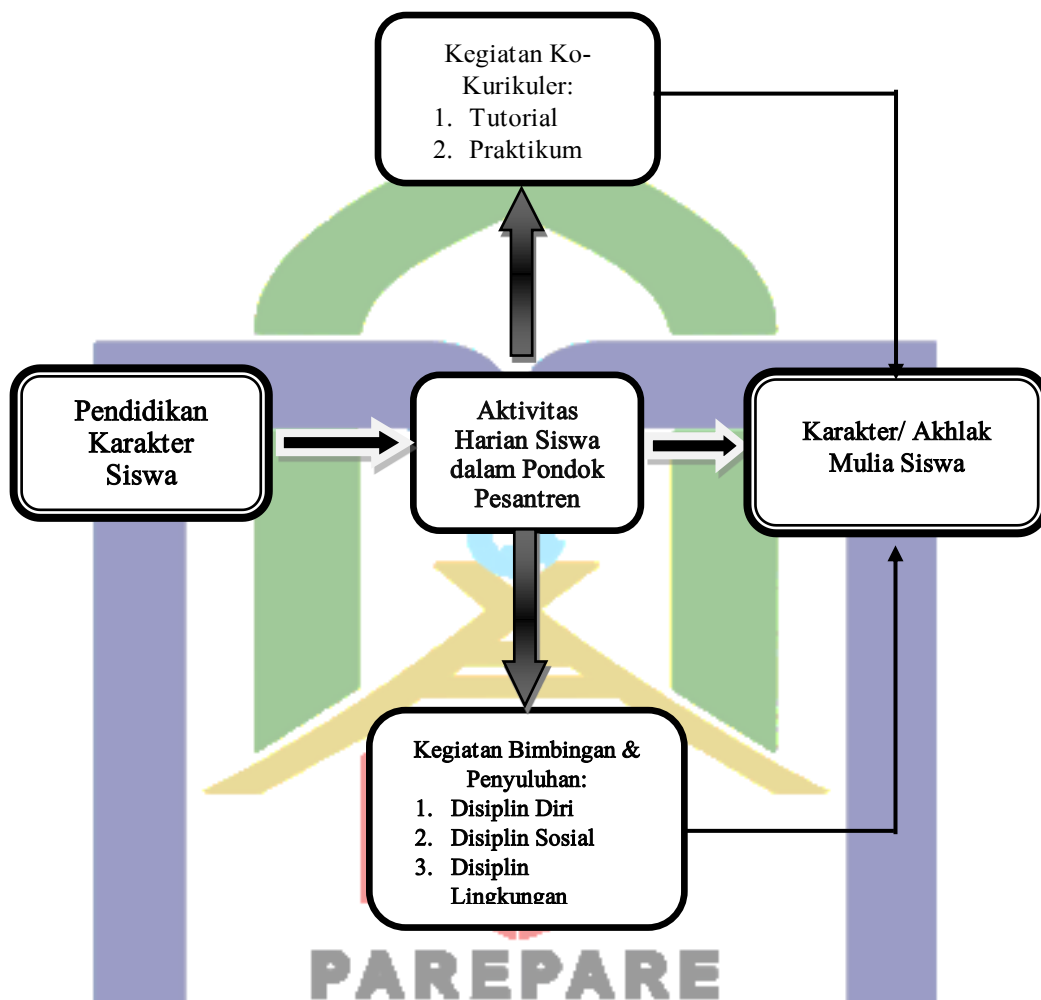 Kegiatan Ko-
Kurikuler:
1. Tutorial
2. Praktikum
Pendidikan
Karakter
Siswa
Aktivitas
Harian Siswa
dalam Pondok
Pesantren
Karakter/ Akhlak
Mulia Siswa
Kegiatan Bimbingan &
Penyuluhan:
1. Disiplin Diri
2. Disiplin Sosial
3. Disiplin
Lingkungan
PAREPARE